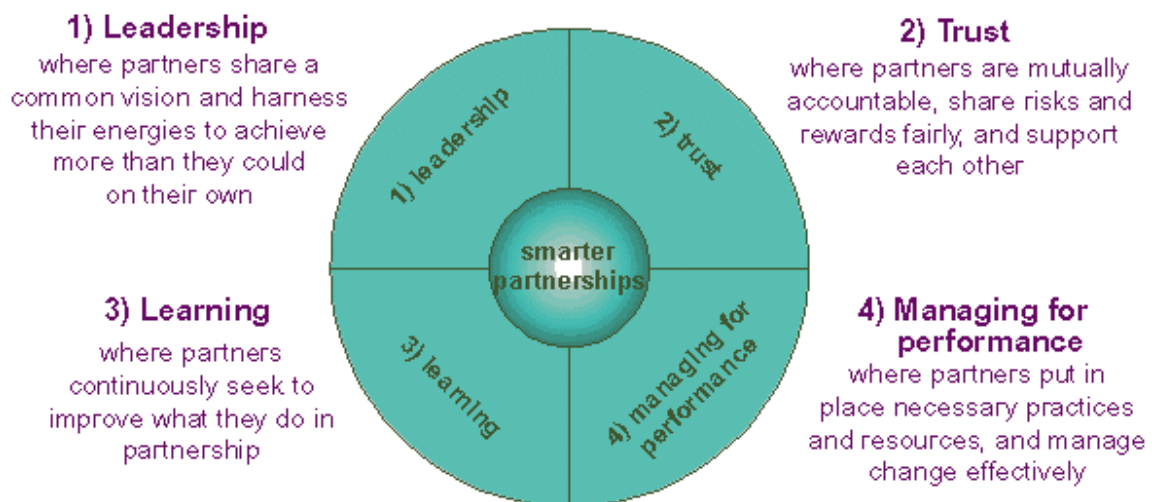 1) Leadership
where partners share a
common vision and harness
their energies to achieve
more than they could
on their own
2) Trust
where partners are mutually
accountable, share risks and
rewards fairly, and support
each other
1) leadership
2) trust
smarter
partnerships
3) learning
4) managing for
performance
3) Learning
where partners
continuously seek to
improve what they do in
partnership
4) Managing for
performance
where partners put in
place necessary practices
and resources, and manage
change effectively